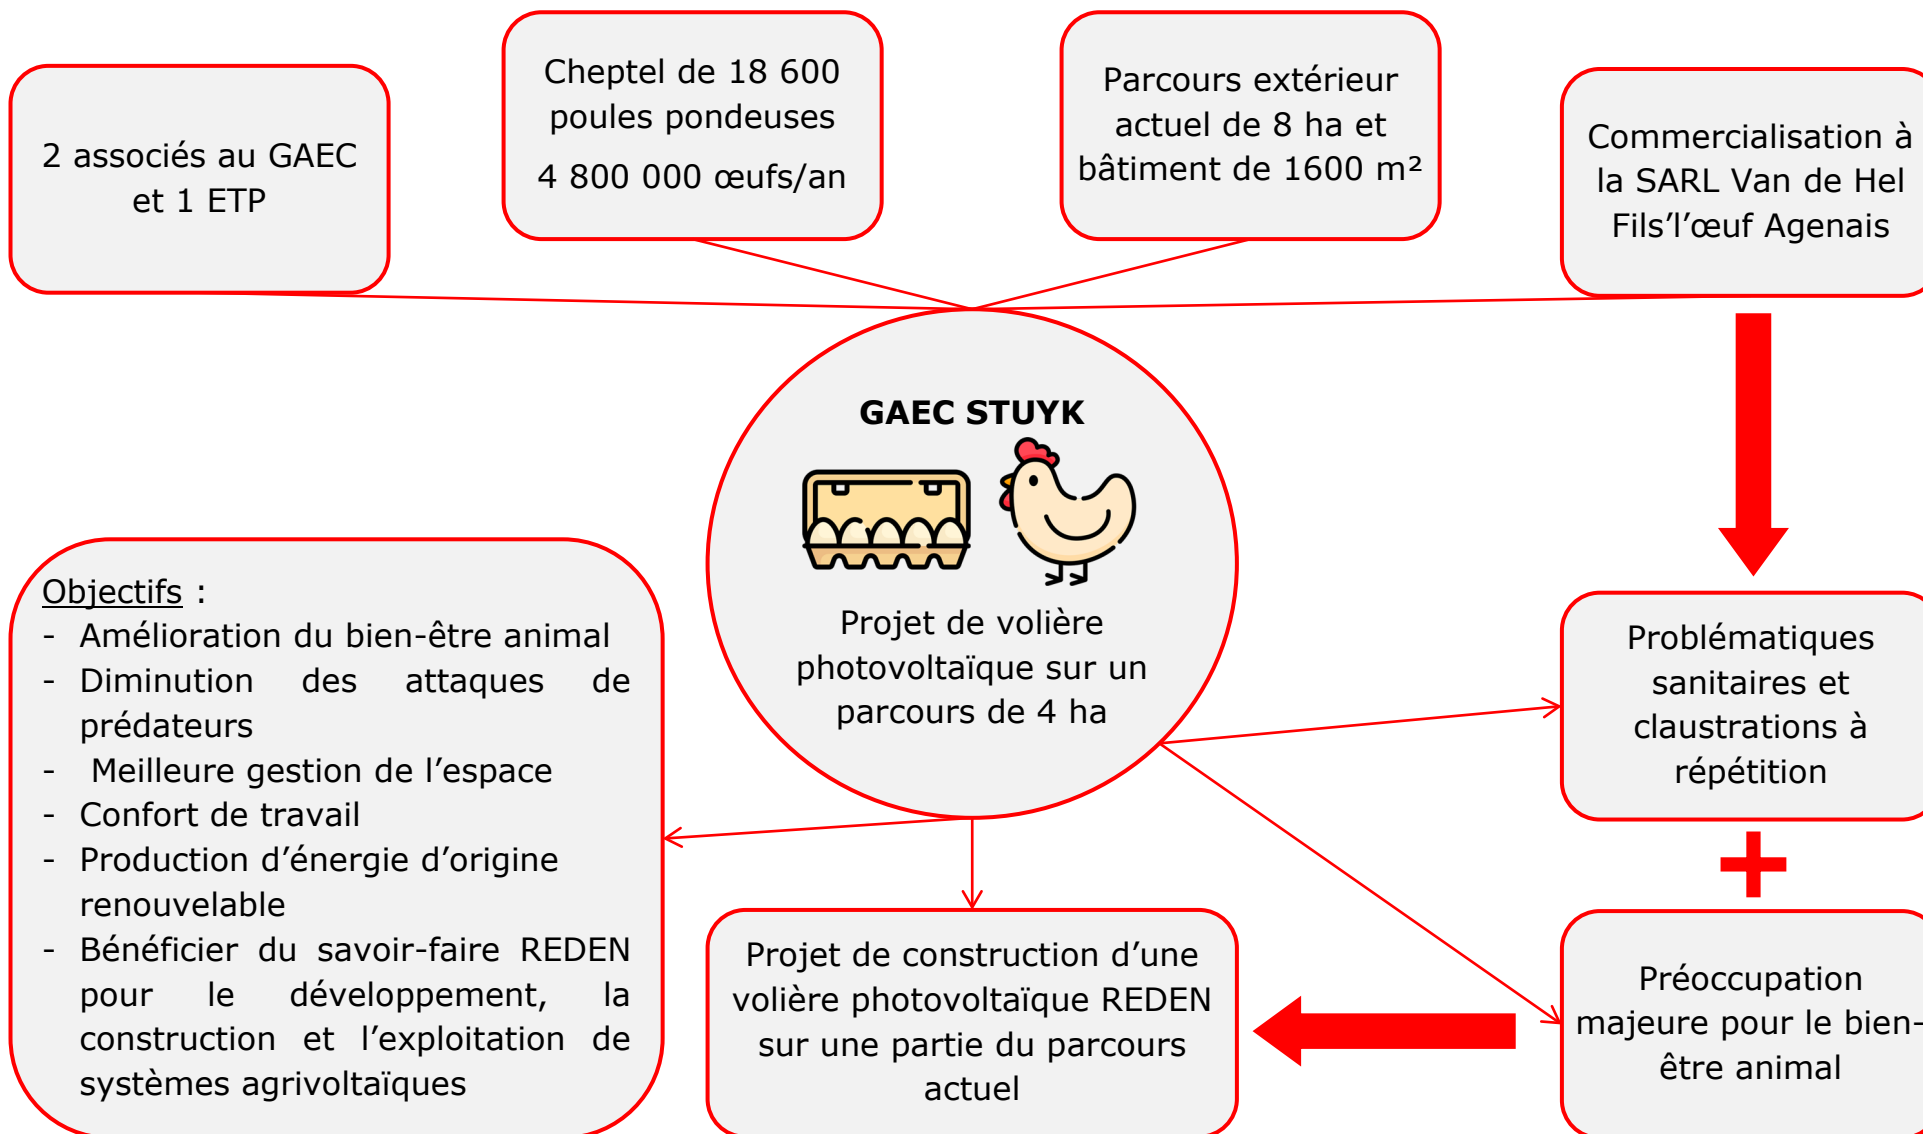 2 associés au GAEC
et 1 ETP
Cheptel de 18 600
poules pondeuses
4 800 000 œufs/an
Parcours extérieur
actuel de 8 ha et
bâtiment de 1600 m²
Commercialisation à
la SARL Van de Hel
Fils’l’œuf Agenais
GAEC STUYK
Projet de volière
photovoltaïque sur un
parcours de 4 ha
Objectifs :
- Amélioration du bien-être animal
- Diminution des attaques de
prédateurs
- Meilleure gestion de l’espace
- Confort de travail
- Production d’énergie d’origine
renouvelable
- Bénéficier du savoir-faire REDEN
pour le développement, la
construction et l’exploitation de
systèmes agrivoltaïques
Projet de construction d’une
volière photovoltaïque REDEN
sur une partie du parcours
actuel
Problématiques
sanitaires et
claustrations à
répétition
Préoccupation
majeure pour le bien-
être animal